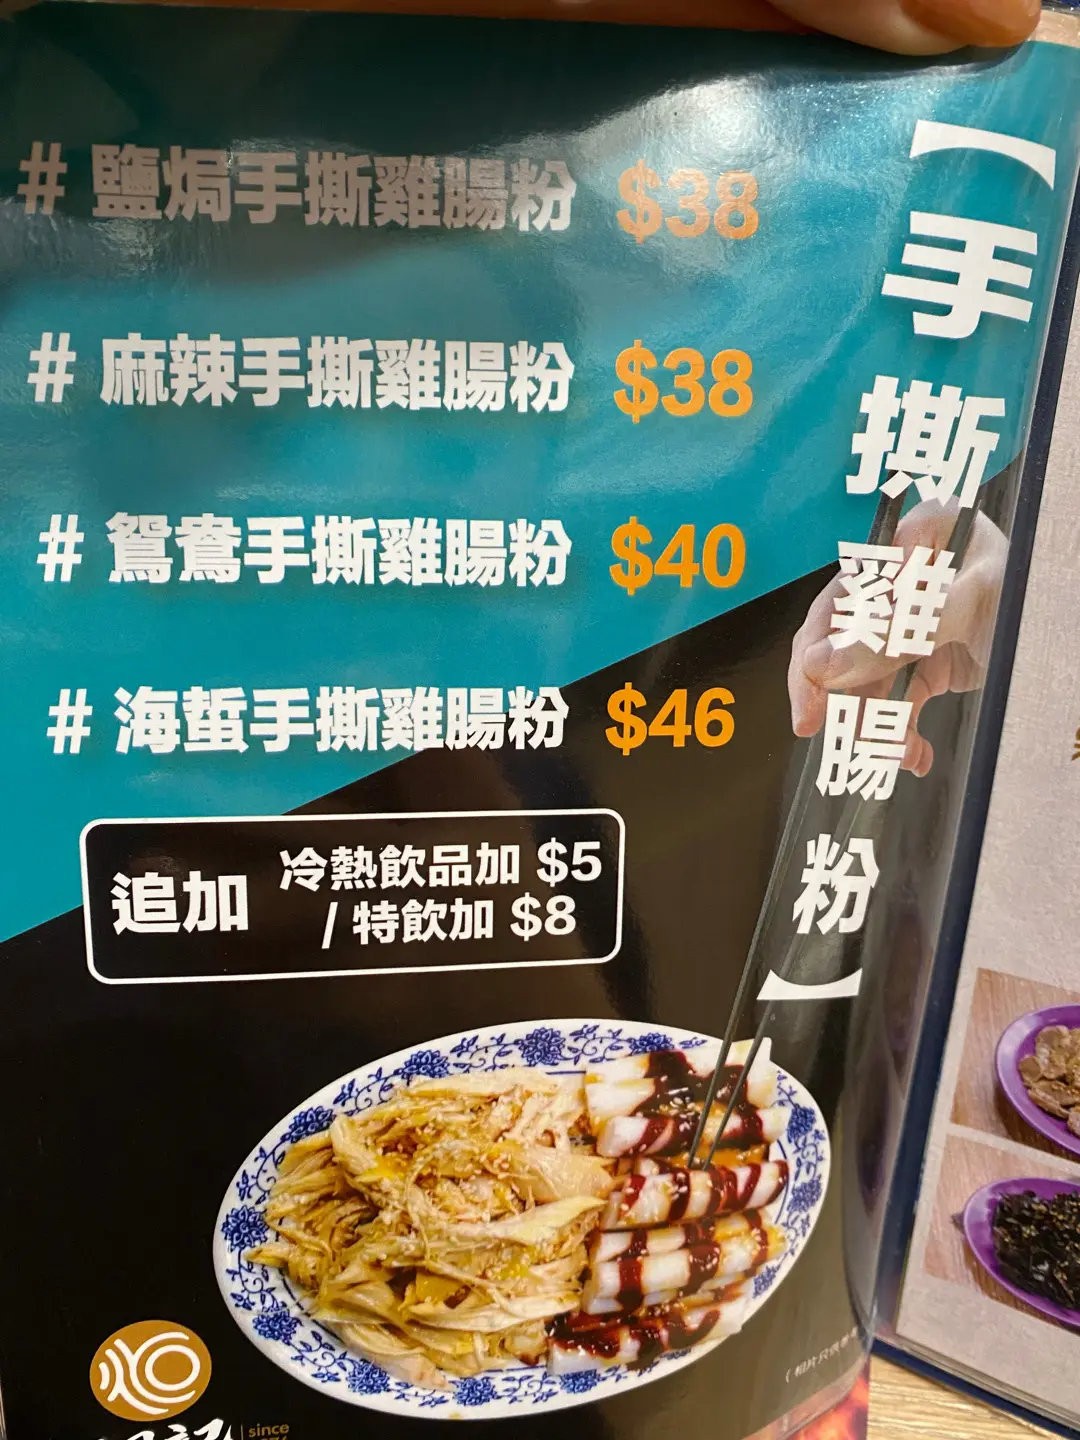 【手撕雞腸粉】
# 鹽焗手撕雞腸粉 $38
# 麻辣手撕雞腸粉 $38
# 鴛鴦手撕雞腸粉 $40
# 海蜇手撕雞腸粉 $46
追加
冷熱飲品加 $5
/ 特飲加 $8
since